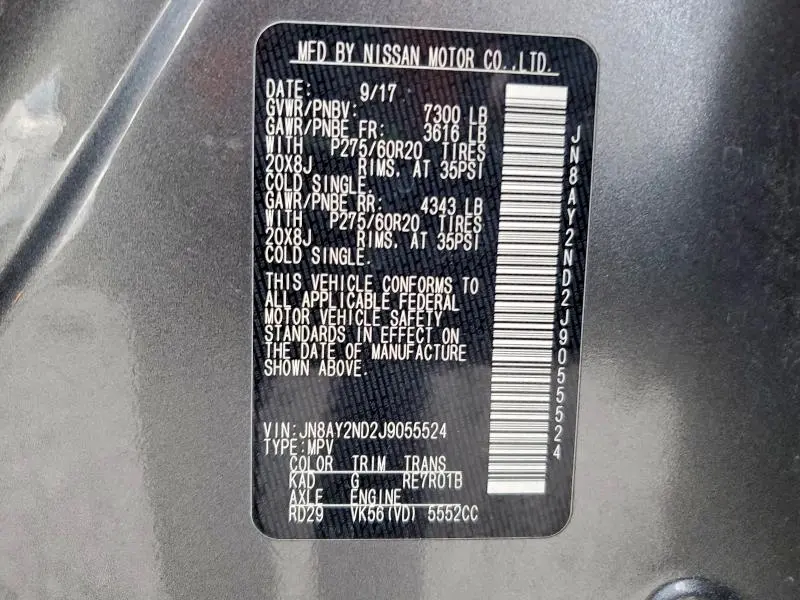 MFD BY NISSAN MOTOR CO.,LTD.
DATE: 9/17
GVWR/PNBV: 7300 LB
GAWR/PNBE FR: 3616 LB
WITH P275/60R20 TIRES
20X8J RIMS. AT 35PSI
COLD SINGLE.
GAWR/PNBE RR: 4343 LB
WITH P275/60R20 TIRES
20X8J RIMS. AT 35PSI
COLD SINGLE.
THIS VEHICLE CONFORMS TO
ALL APPLICABLE FEDERAL
MOTOR VEHICLE SAFETY
STANDARDS IN EFFECT ON
THE DATE OF MANUFACTURE
SHOWN ABOVE.
VIN:JN8AY2ND2J9055524
TYPE:MPV
COLOR TRIM TRANS
KAD G RE7R01B
AXLE ENGINE
RD29 VK56(VD) 5552CC
JN8AY2ND2J9055524